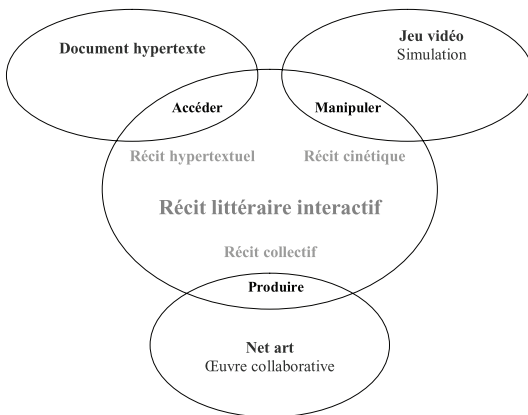 Document hypertexte
Jeu vidéo
Simulation
Accéder
Manipuler
Récit hypertextuel
Récit cinétique
Récit littéraire interactif
Récit collectif
Produire
Net art
Œuvre collaborative